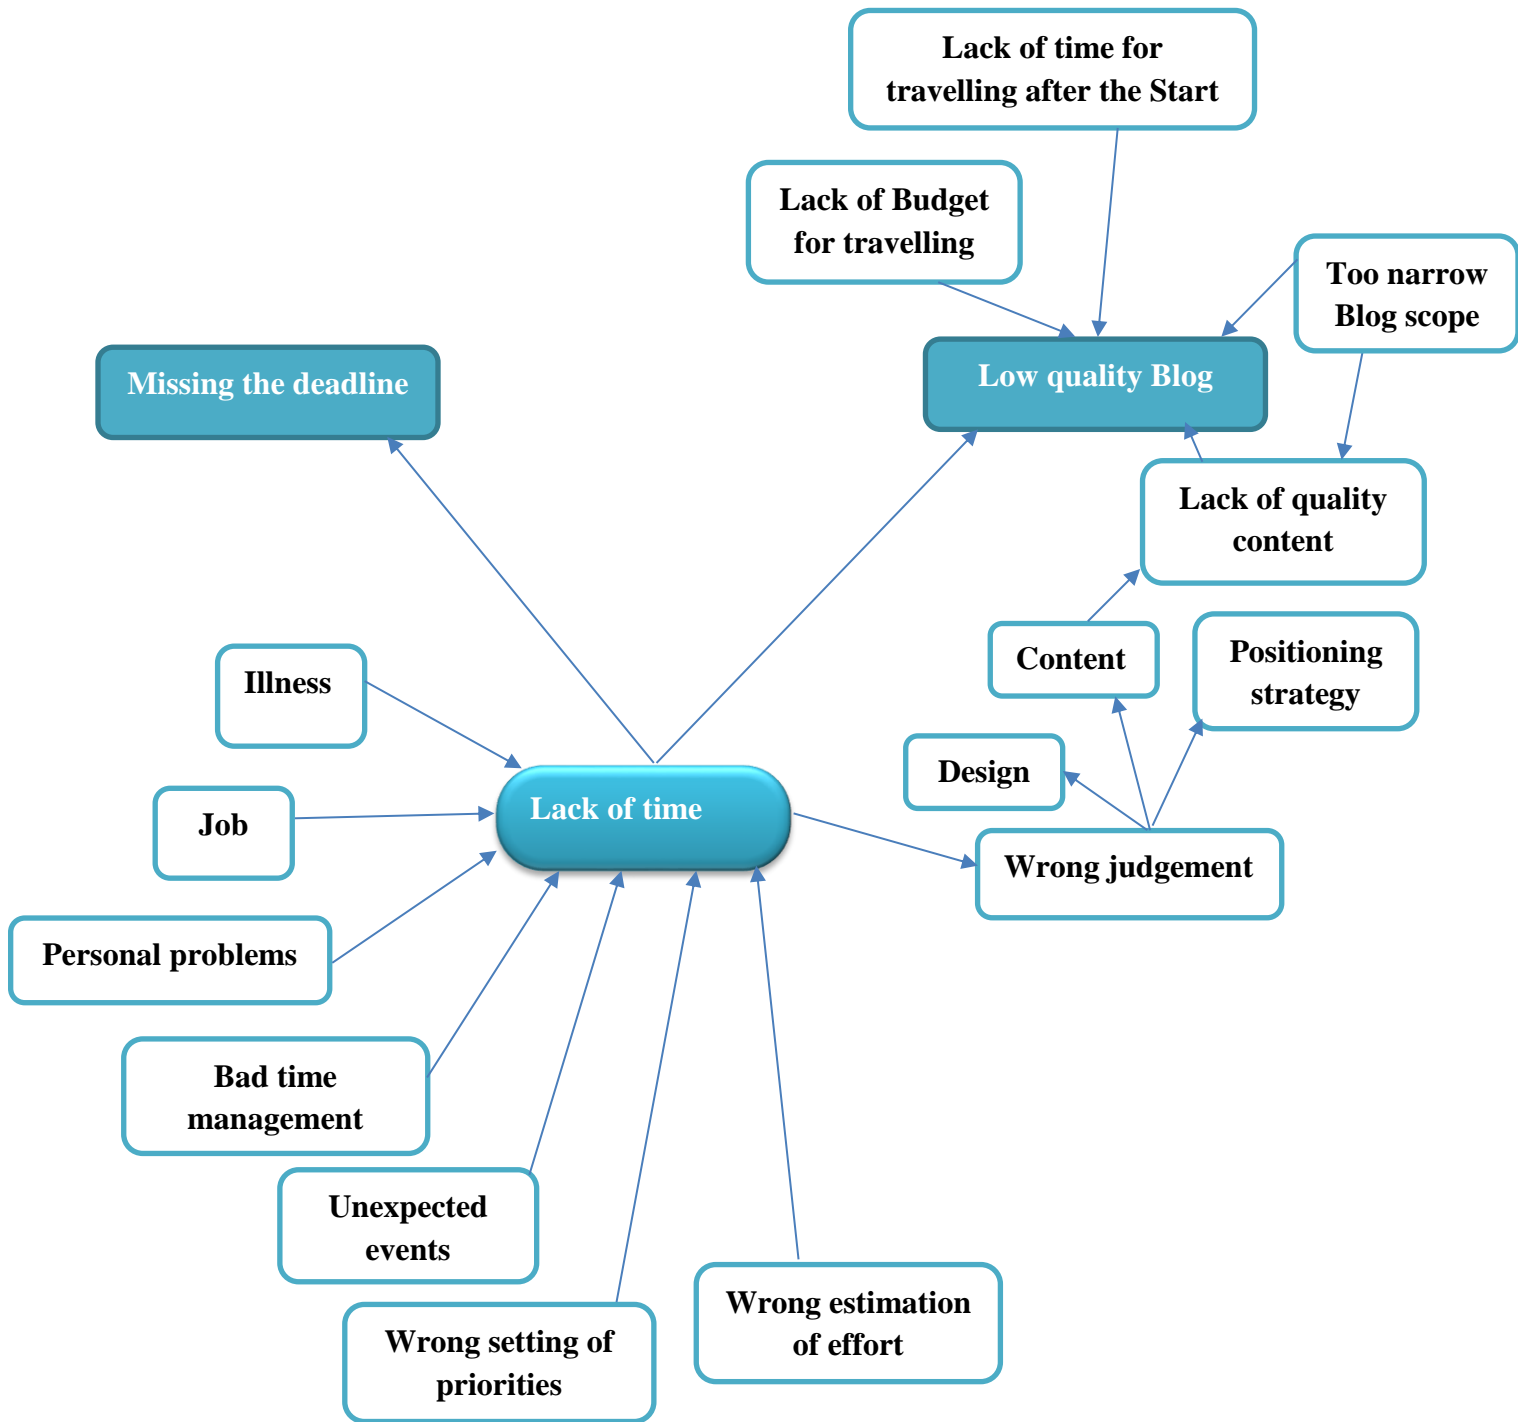 Lack of time for
travelling after the Start
Lack of Budget
for travelling
Too narrow
Blog scope
Missing the deadline
Low quality Blog
Lack of quality
content
Content
Positioning
strategy
Illness
Design
Job
Lack of time
Wrong judgement
Personal problems
Bad time
management
Unexpected
events
Wrong estimation
of effort
Wrong setting of
priorities